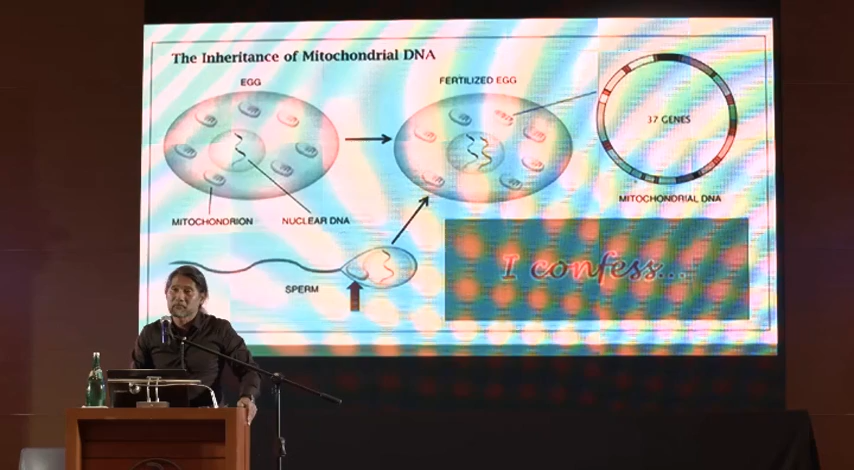 The Inheritance of Mitochondrial DNA
EGG
FERTILIZED EGG
37 GENES
MITOCHONDRION
NUCLEAR DNA
MITOCHONDRIAL DNA
I confess...
SPERM